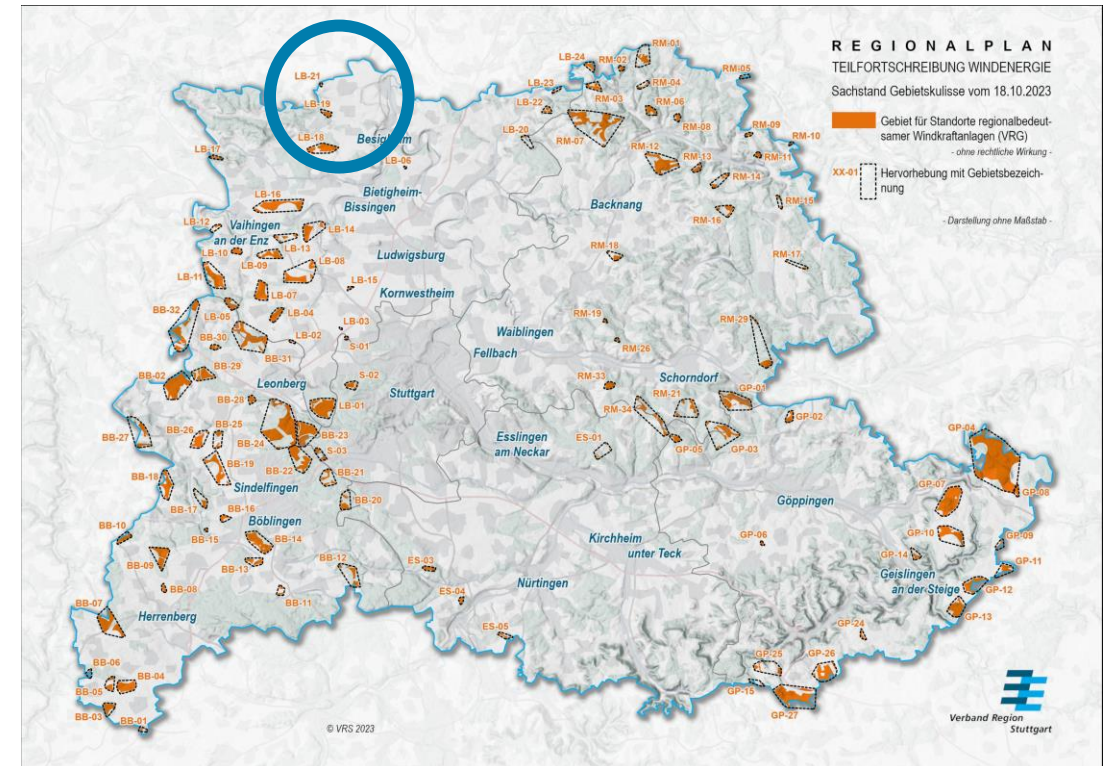 REGIONALPLAN
TEILFORTSCHREIBUNG WINDENERGIE
Sachstand Gebietskulisse vom 18.10.2023
Gebiet für Standorte regionalbedeut-
samer Windkraftanlagen (VRG)
- ohne rechtliche Wirkung -
XX-01
Hervorhebung mit Gebietsbezeich-
nung
- Darstellung ohne Maßstab -
LB-21
LB-19
LB-18
Besigheim
LB-17
LB-06
LB-24
RM-02
RM-01
RM-05
LB-23
RM-04
LB-22
RM-03
RM-06
LB-20
RM-07
RM-08
RM-09
RM-10
RM-12
RM-13
RM-11
RM-14
RM-15
RM-16
RM-17
RM-18
Backnang
LB-16
Bietigheim-
Bissingen
LB-12
Vaihingen
an der Enz
LB-14
LB-10
LB-13
LB-09
LB-08
Ludwigsburg
LB-11
LB-07
LB-15
Kornwestheim
BB-32
LB-05
LB-04
LB-03
LB-02
S-01
BB-30
BB-31
RM-19
Waiblingen
RM-26
Fellbach
RM-29
BB-02
BB-29
Leonberg
S-02
Stuttgart
RM-33
Schorndorf
BB-28
LB-01
RM-34
RM-21
GP-01
GP-02
BB-27
BB-26
BB-25
BB-24
BB-23
S-03
Esslingen
am Neckar
ES-01
GP-05
GP-03
GP-04
BB-18
BB-19
BB-22
BB-21
Sindelfingen
BB-20
BB-17
BB-16
Böblingen
GP-07
GP-08
Göppingen
BB-10
BB-15
BB-14
GP-10
GP-06
Kirchheim
unter Teck
GP-09
BB-09
BB-13
BB-12
ES-03
GP-14
GP-11
Geislingen
an der Steige
GP-12
BB-08
BB-11
ES-04
Nürtingen
GP-13
BB-07
Herrenberg
ES-05
GP-24
BB-06
GP-25
GP-26
BB-05
BB-04
GP-15
GP-27
BB-03
BB-01
© VRS 2023
Verband Region
Stuttgart